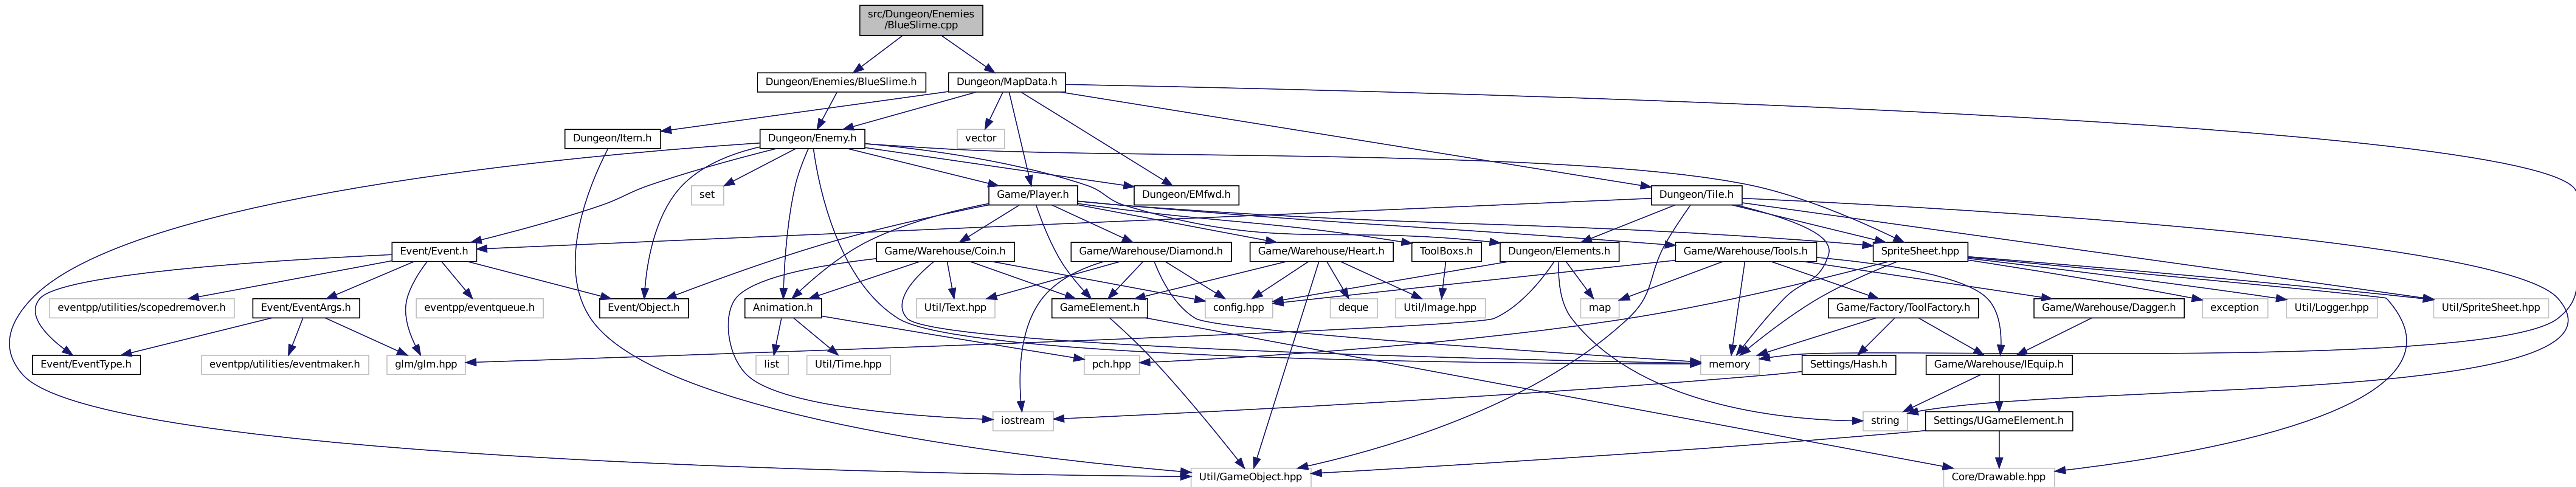 src/Dungeon/Enemies
/BlueSlime.cpp
Dungeon/Enemies/BlueSlime.h
Dungeon/MapData.h
Dungeon/Item.h
Dungeon/Enemy.h
vector
set
Game/Player.h
Dungeon/EMfwd.h
Dungeon/Tile.h
Event/Event.h
Game/Warehouse/Coin.h
Game/Warehouse/Diamond.h
Game/Warehouse/Heart.h
ToolBoxs.h
Dungeon/Elements.h
Game/Warehouse/Tools.h
SpriteSheet.hpp
eventpp/utilities/scopedremover.h
Event/EventArgs.h
eventpp/eventqueue.h
Event/Object.h
Animation.h
Util/Text.hpp
GameElement.h
config.hpp
deque
Util/Image.hpp
map
Game/Factory/ToolFactory.h
Game/Warehouse/Dagger.h
exception
Util/Logger.hpp
Util/SpriteSheet.hpp
Event/EventType.h
eventpp/utilities/eventmaker.h
glm/glm.hpp
list
Util/Time.hpp
pch.hpp
memory
Settings/Hash.h
Game/Warehouse/IEquip.h
iostream
string
Settings/UGameElement.h
Util/GameObject.hpp
Core/Drawable.hpp